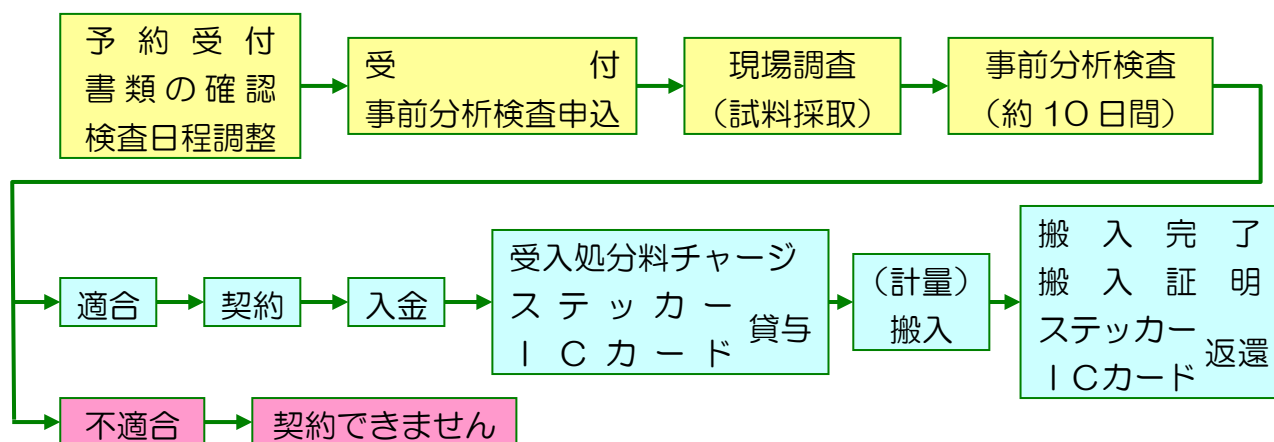 予約受付
書類の確認
検査日程調整
受付
事前分析検査申込
現場調査
（試料採取）
事前分析検査
（約10日間）
適合
契約
入金
受入処分料チャージ
ステッカー
ＩＣカード
貸与
（計量）
搬入
搬入完了
搬入証明
ステッカー
ＩＣカード
返還
不適合
契約できません